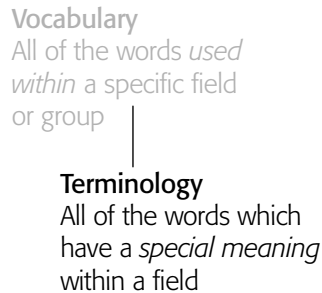 Vocabulary
All of the words used
within a specific field
or group
Terminology
All of the words which
have a special meaning
within a field